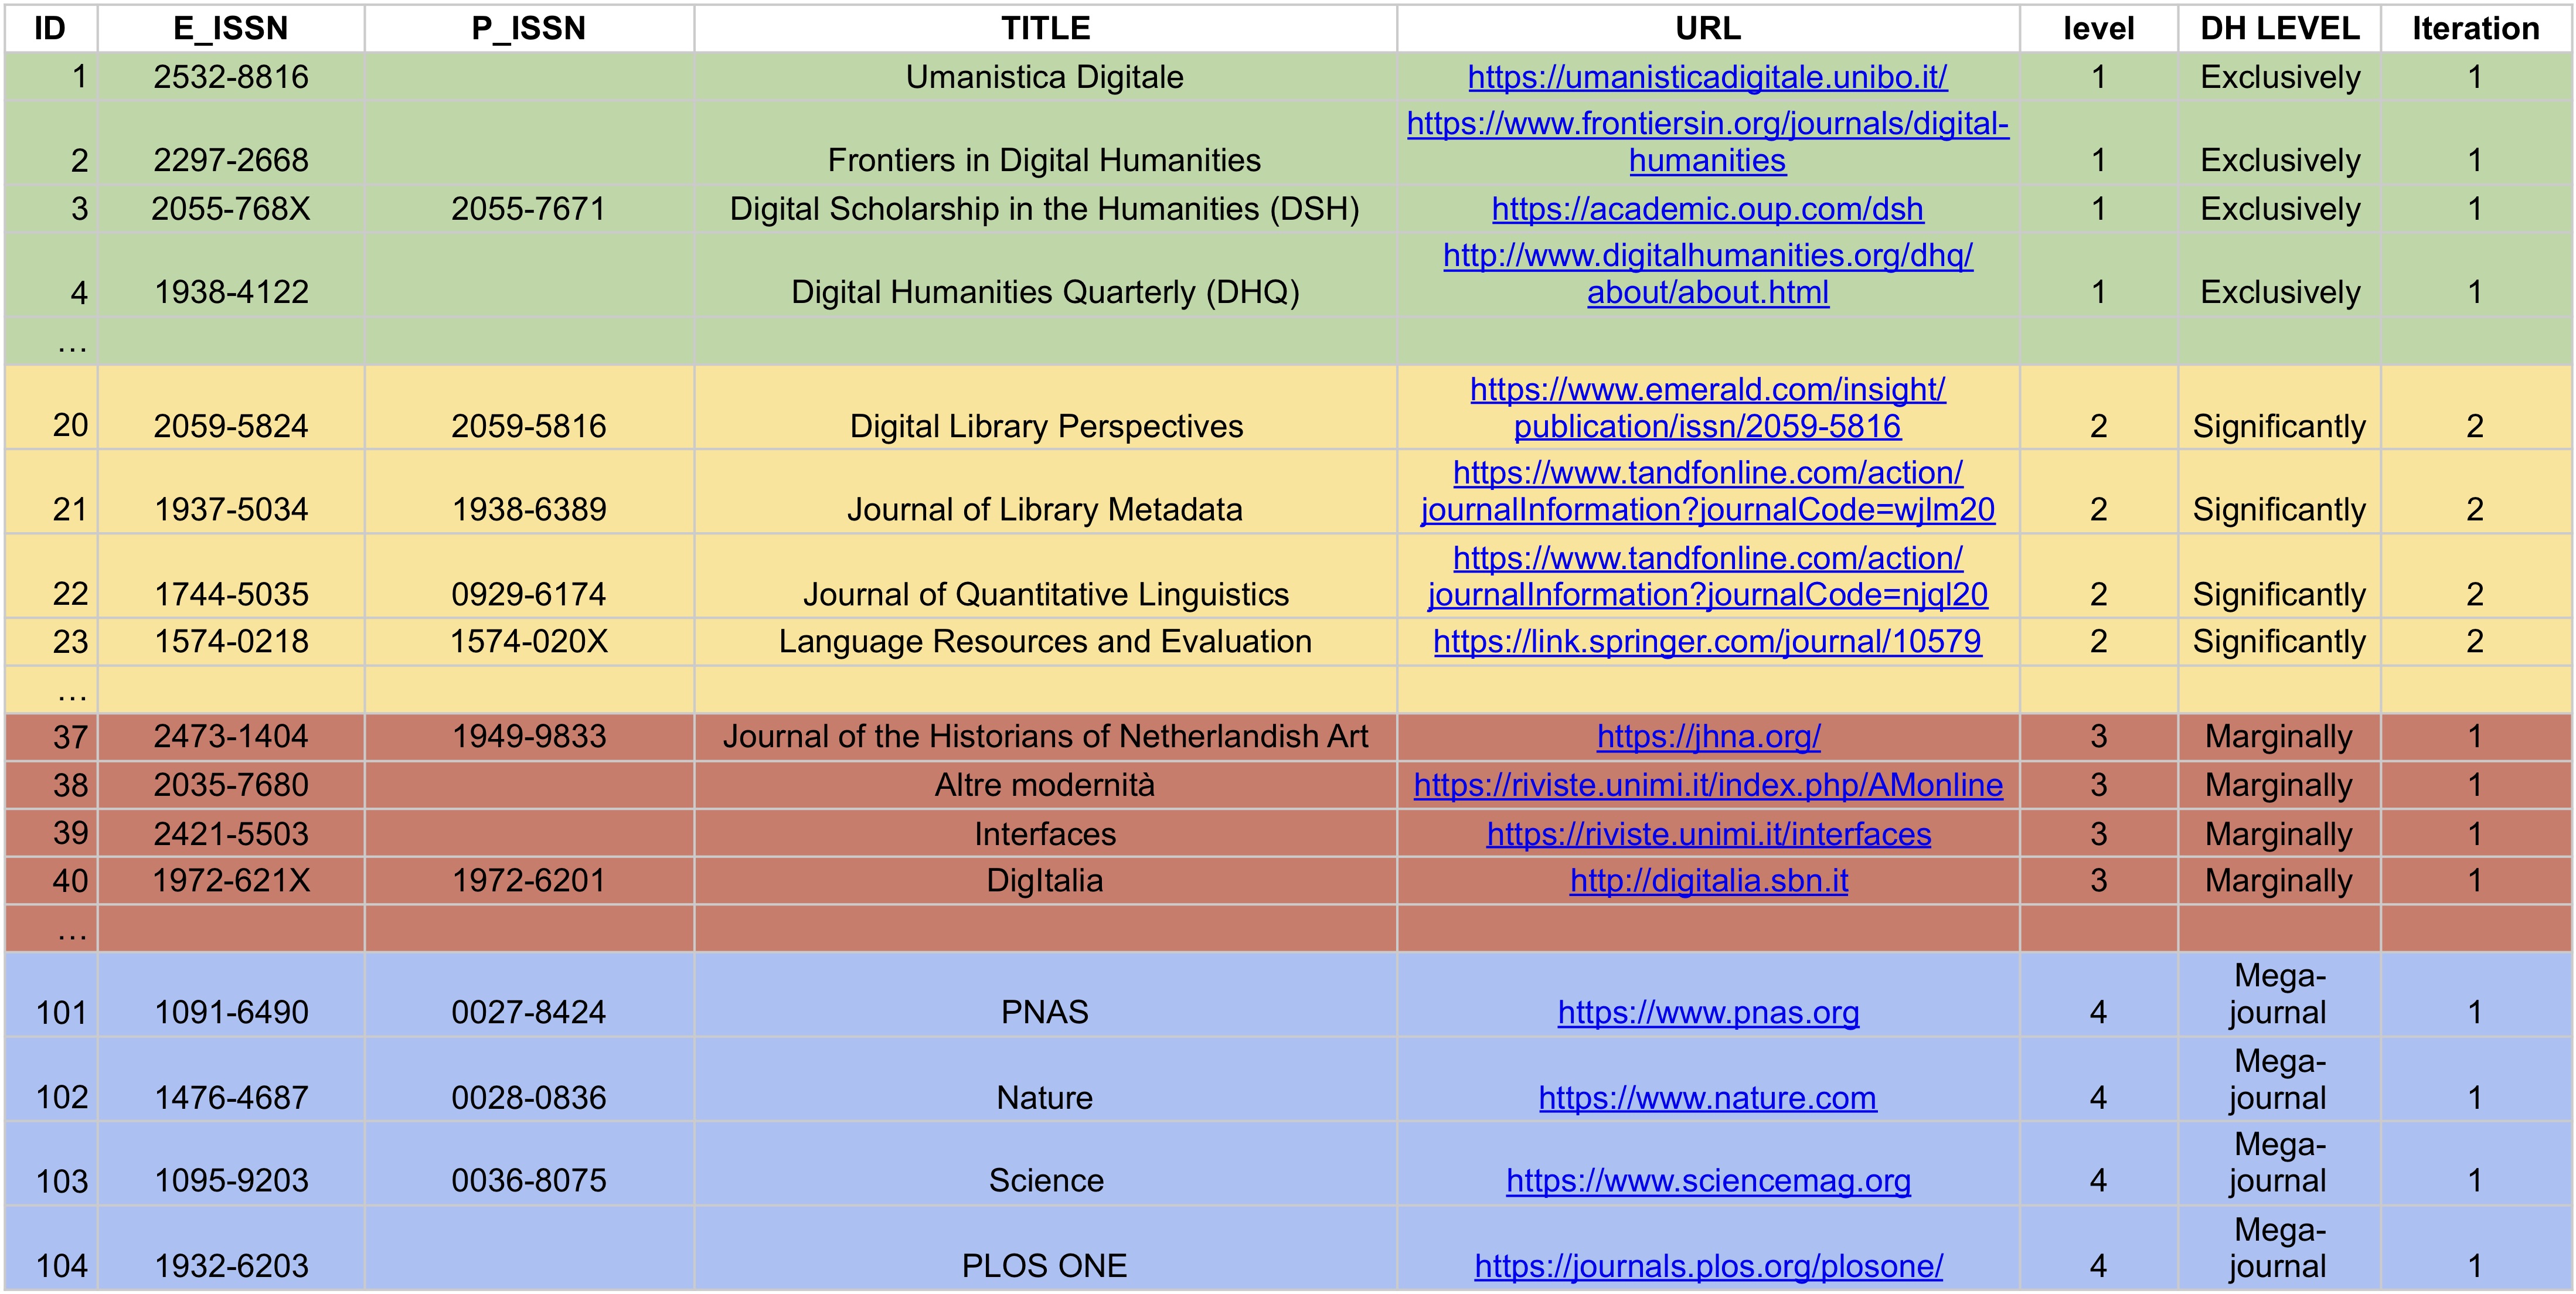 ID E_ISSN P_ISSN TITLE URL level DH LEVEL Iteration
1 2532-8816 Umanistica Digitale https://umanisticadigitale.unibo.it/ 1 Exclusively 1
https://www.frontiersin.org/journals/digital-
2 2297-2668 Frontiers in Digital Humanities humanities 1 Exclusively 1
3 2055-768X 2055-7671 Digital Scholarship in the Humanities (DSH) https://academic.oup.com/dsh 1 Exclusively 1
http://www.digitalhumanities.org/dhq/
4 1938-4122 Digital Humanities Quarterly (DHQ) about/about.html 1 Exclusively 1
…
https://www.emerald.com/insight/
20 2059-5824 2059-5816 Digital Library Perspectives publication/issn/2059-5816 2 Significantly 2
https://www.tandfonline.com/action/
21 1937-5034 1938-6389 Journal of Library Metadata journalInformation?journalCode=wjlm20 2 Significantly 2
https://www.tandfonline.com/action/
22 1744-5035 0929-6174 Journal of Quantitative Linguistics journalInformation?journalCode=njql20 2 Significantly 2
23 1574-0218 1574-020X Language Resources and Evaluation https://link.springer.com/journal/10579 2 Significantly 2
…
37 2473-1404 1949-9833 Journal of the Historians of Netherlandish Art https://jhna.org/ 3 Marginally 1
38 2035-7680 Altre modernità https://riviste.unimi.it/index.php/AMonline 3 Marginally 1
39 2421-5503 Interfaces https://riviste.unimi.it/interfaces 3 Marginally 1
40 1972-621X 1972-6201 DigItalia http://digitalia.sbn.it 3 Marginally 1
…
Mega-
101 1091-6490 0027-8424 PNAS https://www.pnas.org 4 journal 1
Mega-
102 1476-4687 0028-0836 Nature https://www.nature.com 4 journal 1
Mega-
103 1095-9203 0036-8075 Science https://www.sciencemag.org 4 journal 1
Mega-
104 1932-6203 PLOS ONE https://journals.plos.org/plosone/ 4 journal 1